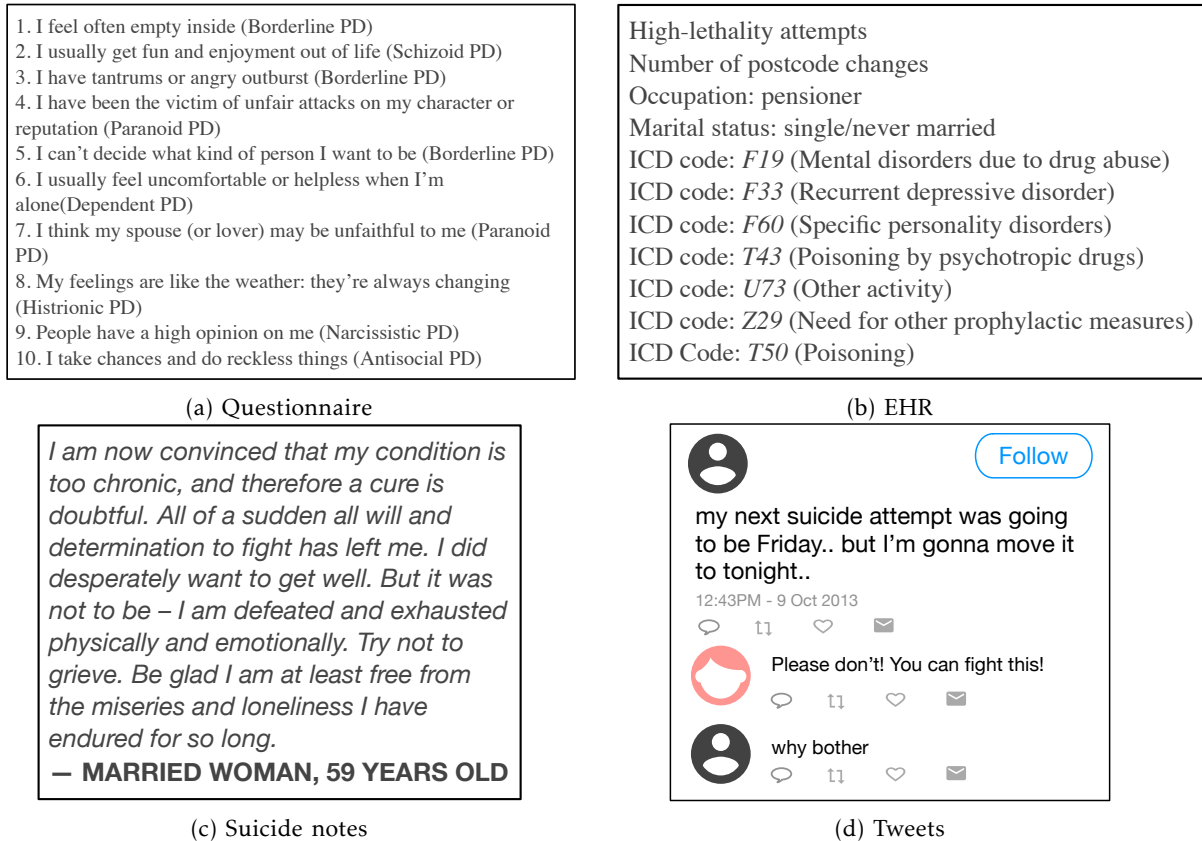 1. I feel often empty inside (Borderline PD)
2. I usually get fun and enjoyment out of life (Schizoid PD)
3. I have tantrums or angry outburst (Borderline PD)
4. I have been the victim of unfair attacks on my character or
reputation (Paranoid PD)
5. I can't decide what kind of person I want to be (Borderline PD)
6. I usually feel uncomfortable or helpless when I'm
alone(Dependent PD)
7. I think my spouse (or lover) may be unfaithful to me (Paranoid
PD)
8. My feelings are like the weather: they're always changing
(Histrionic PD)
9. People have a high opinion on me (Narcissistic PD)
10. I take chances and do reckless things (Antisocial PD)
(a) Questionnaire
High-lethality attempts
Number of postcode changes
Occupation: pensioner
Marital status: single/never married
ICD code: F19 (Mental disorders due to drug abuse)
ICD code: F33 (Recurrent depressive disorder)
ICD code: F60 (Specific personality disorders)
ICD code: T43 (Poisoning by psychotropic drugs)
ICD code: U73 (Other activity)
ICD code: Z29 (Need for other prophylactic measures)
ICD Code: T50 (Poisoning)
(b) EHR
I am now convinced that my condition is
too chronic, and therefore a cure is
doubtful. All of a sudden all will and
determination to fight has left me. I did
desperately want to get well. But it was
not to be – I am defeated and exhausted
physically and emotionally. Try not to
grieve. Be glad I am at least free from
the miseries and loneliness I have
endured for so long.
— MARRIED WOMAN, 59 YEARS OLD
(c) Suicide notes
Follow
my next suicide attempt was going
to be Friday.. but I'm gonna move it
to tonight..
12:43PM - 9 Oct 2013
Please don't! You can fight this!
why bother
(d) Tweets